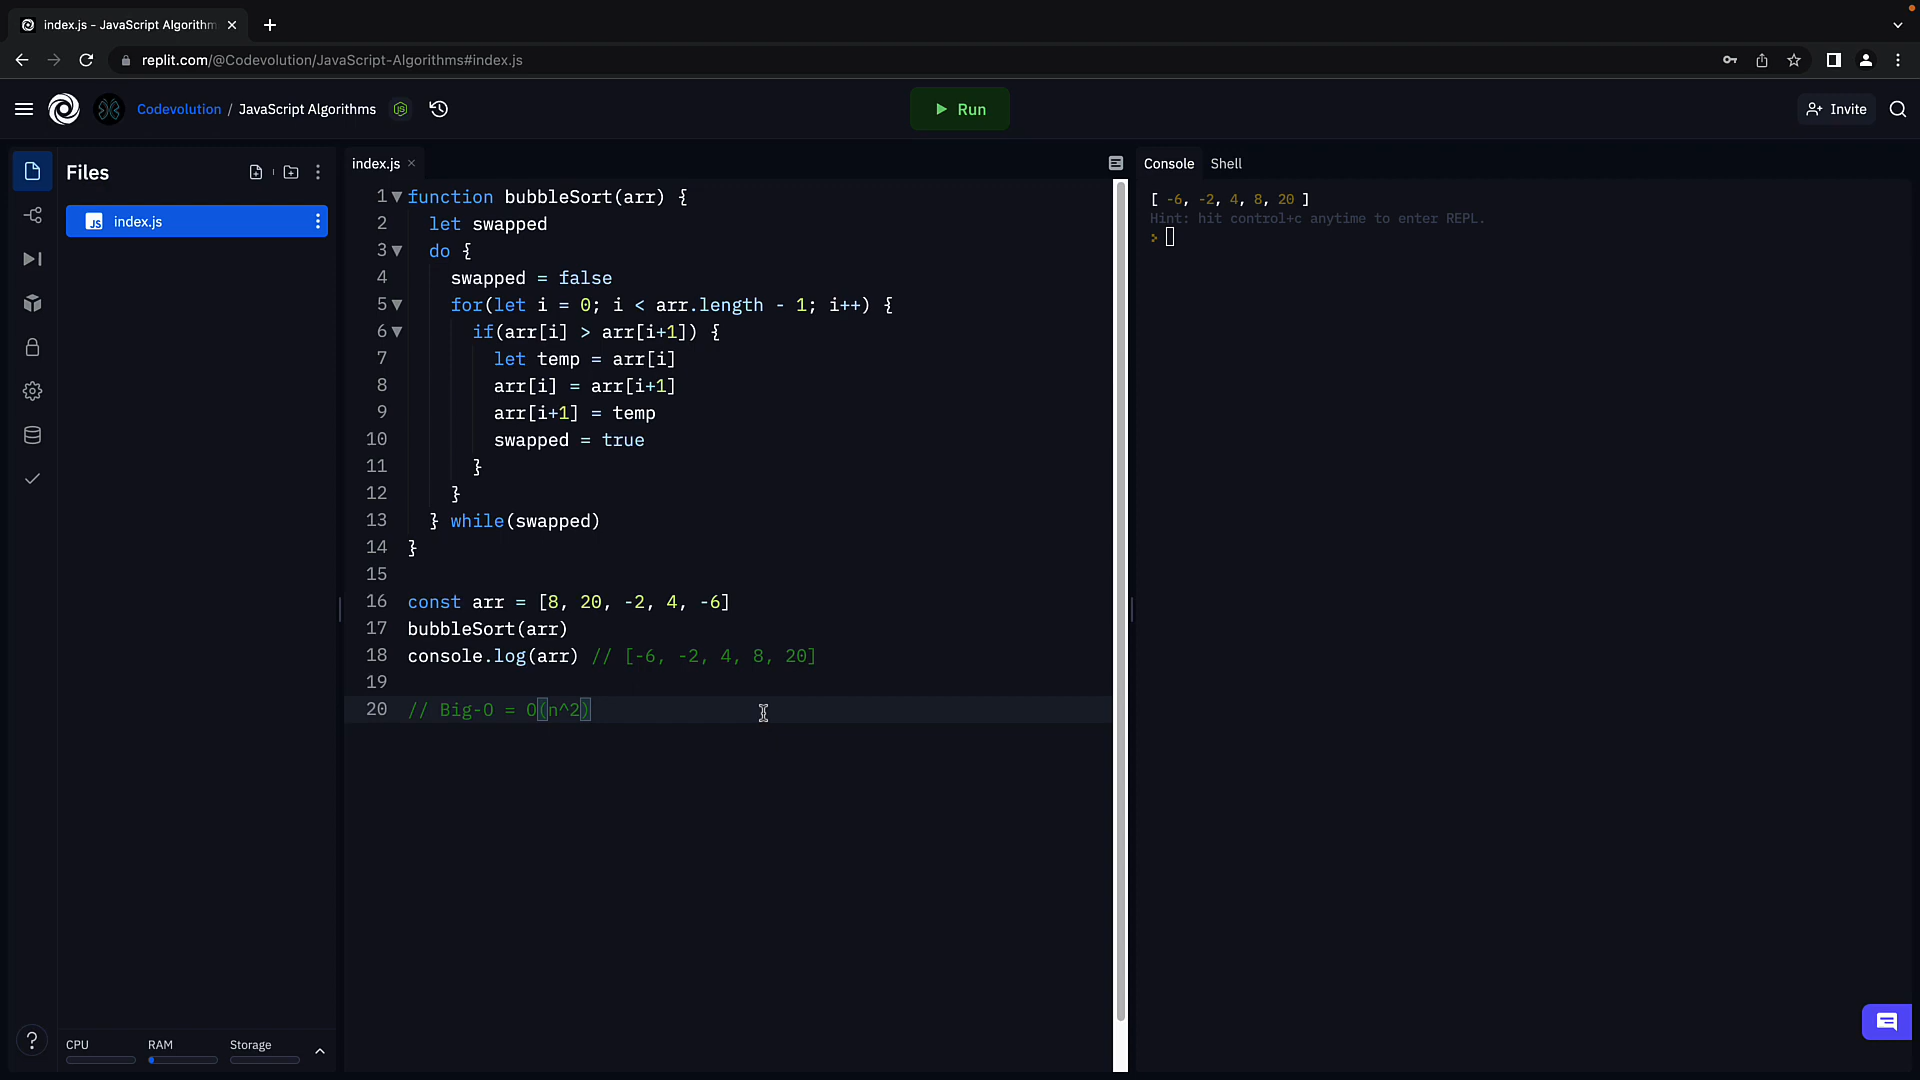 index.js - JavaScript Algorithm
replit.com/@Codevolution/JavaScript-Algorithms#index.js
Codevolution / JavaScript Algorithms
Run
Invite
Files
index.js
index.js
1 function bubbleSort(arr) {
2   let swapped
3   do {
4     swapped = false
5     for(let i = 0; i < arr.length - 1; i++) {
6       if(arr[i] > arr[i+1]) {
7         let temp = arr[i]
8         arr[i] = arr[i+1]
9         arr[i+1] = temp
10         swapped = true
11       }
12     }
13   } while(swapped)
14 }
15
16 const arr = [8, 20, -2, 4, -6]
17 bubbleSort(arr)
18 console.log(arr) // [-6, -2, 4, 8, 20]
19
20 // Big-O = O(n^2)
Console Shell
[ -6, -2, 4, 8, 20 ]
Hint: hit control+c anytime to enter REPL.
>
CPU RAM Storage